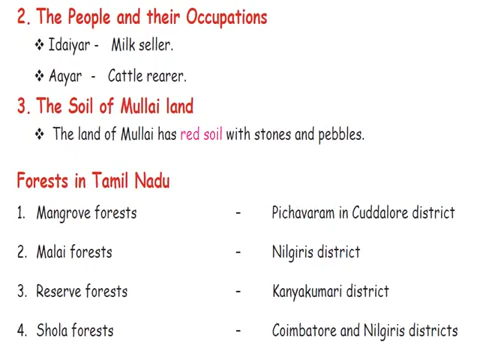 2. The People and their Occupations
❖ Idaiyar - Milk seller.
❖ Aayar - Cattle rearer.
3. The Soil of Mullai land
❖ The land of Mullai has red soil with stones and pebbles.
Forests in Tamil Nadu
1. Mangrove forests - Pichavaram in Cuddalore district
2. Malai forests - Nilgiris district
3. Reserve forests - Kanyakumari district
4. Shola forests - Coimbatore and Nilgiris districts